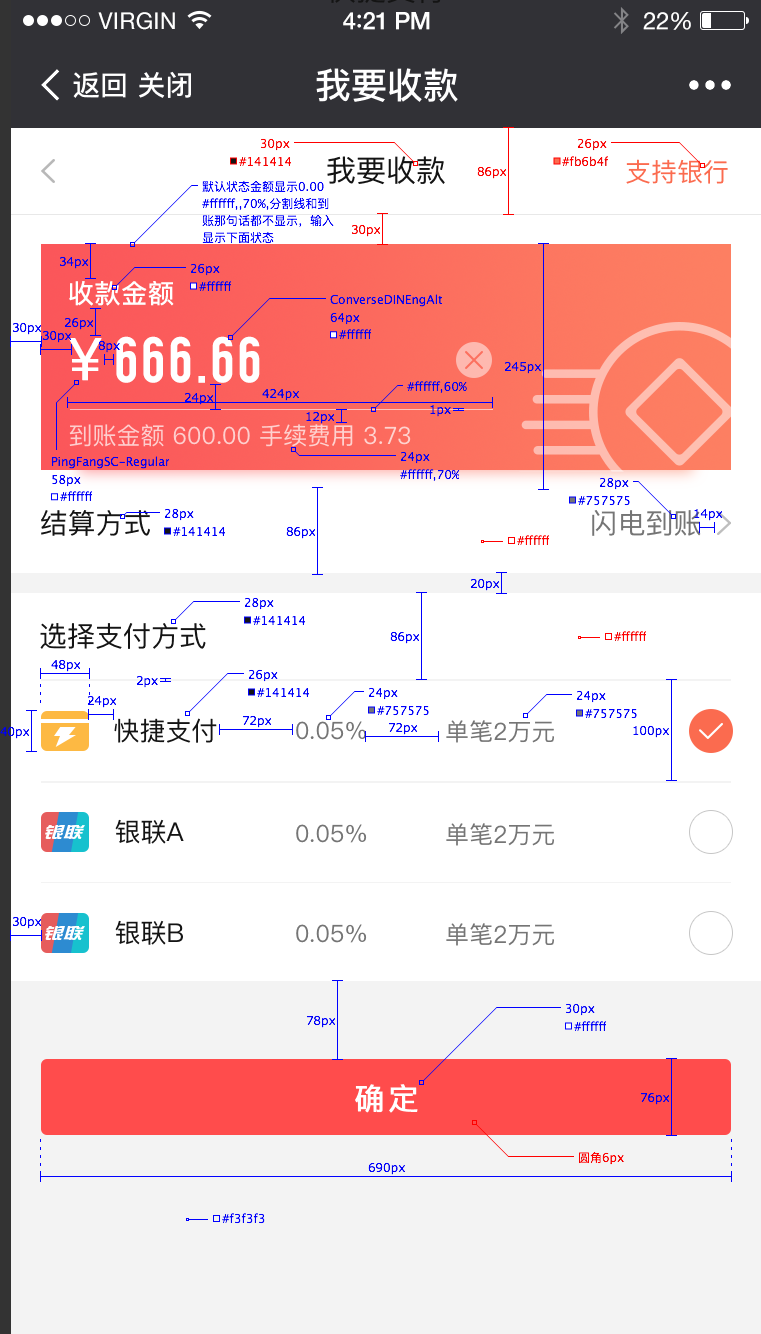 VIRGIN 4:21 PM 22%
返回 关闭 我要收款
30px
#141414
我要收款
86px
26px
#fb6b4f
支持银行
默认状态金额显示0.00
#ffffff,,70%,分割线和到
账那句话都不显示，输入
显示下面状态
30px
34px
26px
#ffffff
收款金额
ConverseDINEngAlt
64px
#ffffff
26px
30px
30px
8px
¥666.66
245px
24px
424px
#ffffff,60%
12px
1px
到账金额 600.00 手续费用 3.73
24px
#ffffff,70%
PingFangSC-Regular
58px
#ffffff
28px
#757575
结算方式
28px
#141414
86px
#ffffff
闪电到账
14px
20px
28px
#141414
选择支付方式
86px
#ffffff
48px
2px
26px
#141414
24px
#757575
24px
#757575
24px
40px
快捷支付
72px
0.05%
72px
单笔2万元
100px
银联
银联A 0.05% 单笔2万元
30px
银联
银联B 0.05% 单笔2万元
78px
30px
#ffffff
确定
76px
圆角6px
690px
#f3f3f3